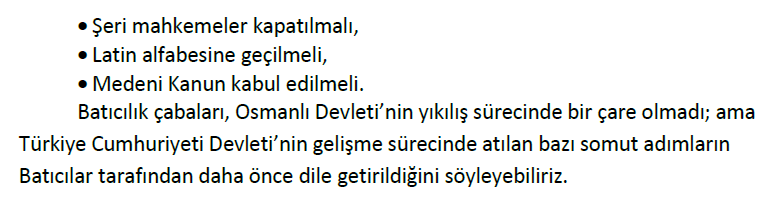 • Şeri mahkemeler kapatılmalı,
• Latin alfabesine geçilmeli,
• Medeni Kanun kabul edilmeli.
Batıcılık çabaları, Osmanlı Devleti’nin yıkılış sürecinde bir çare olmadı; ama
Türkiye Cumhuriyeti Devleti’nin gelişme sürecinde atılan bazı somut adımların
Batıcılar tarafından daha önce dile getirildiğini söyleyebiliriz.